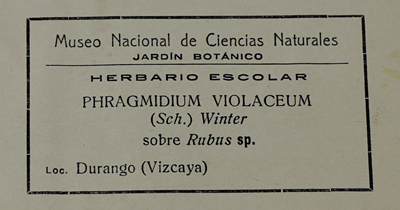 Museo Nacional de Ciencias Naturales
JARDÍN BOTÁNICO
HERBARIO ESCOLAR
PHRAGMIDIUM VIOLACEUM
(Sch.) Winter
sobre Rubus sp.
Loc. Durango (Vizcaya)